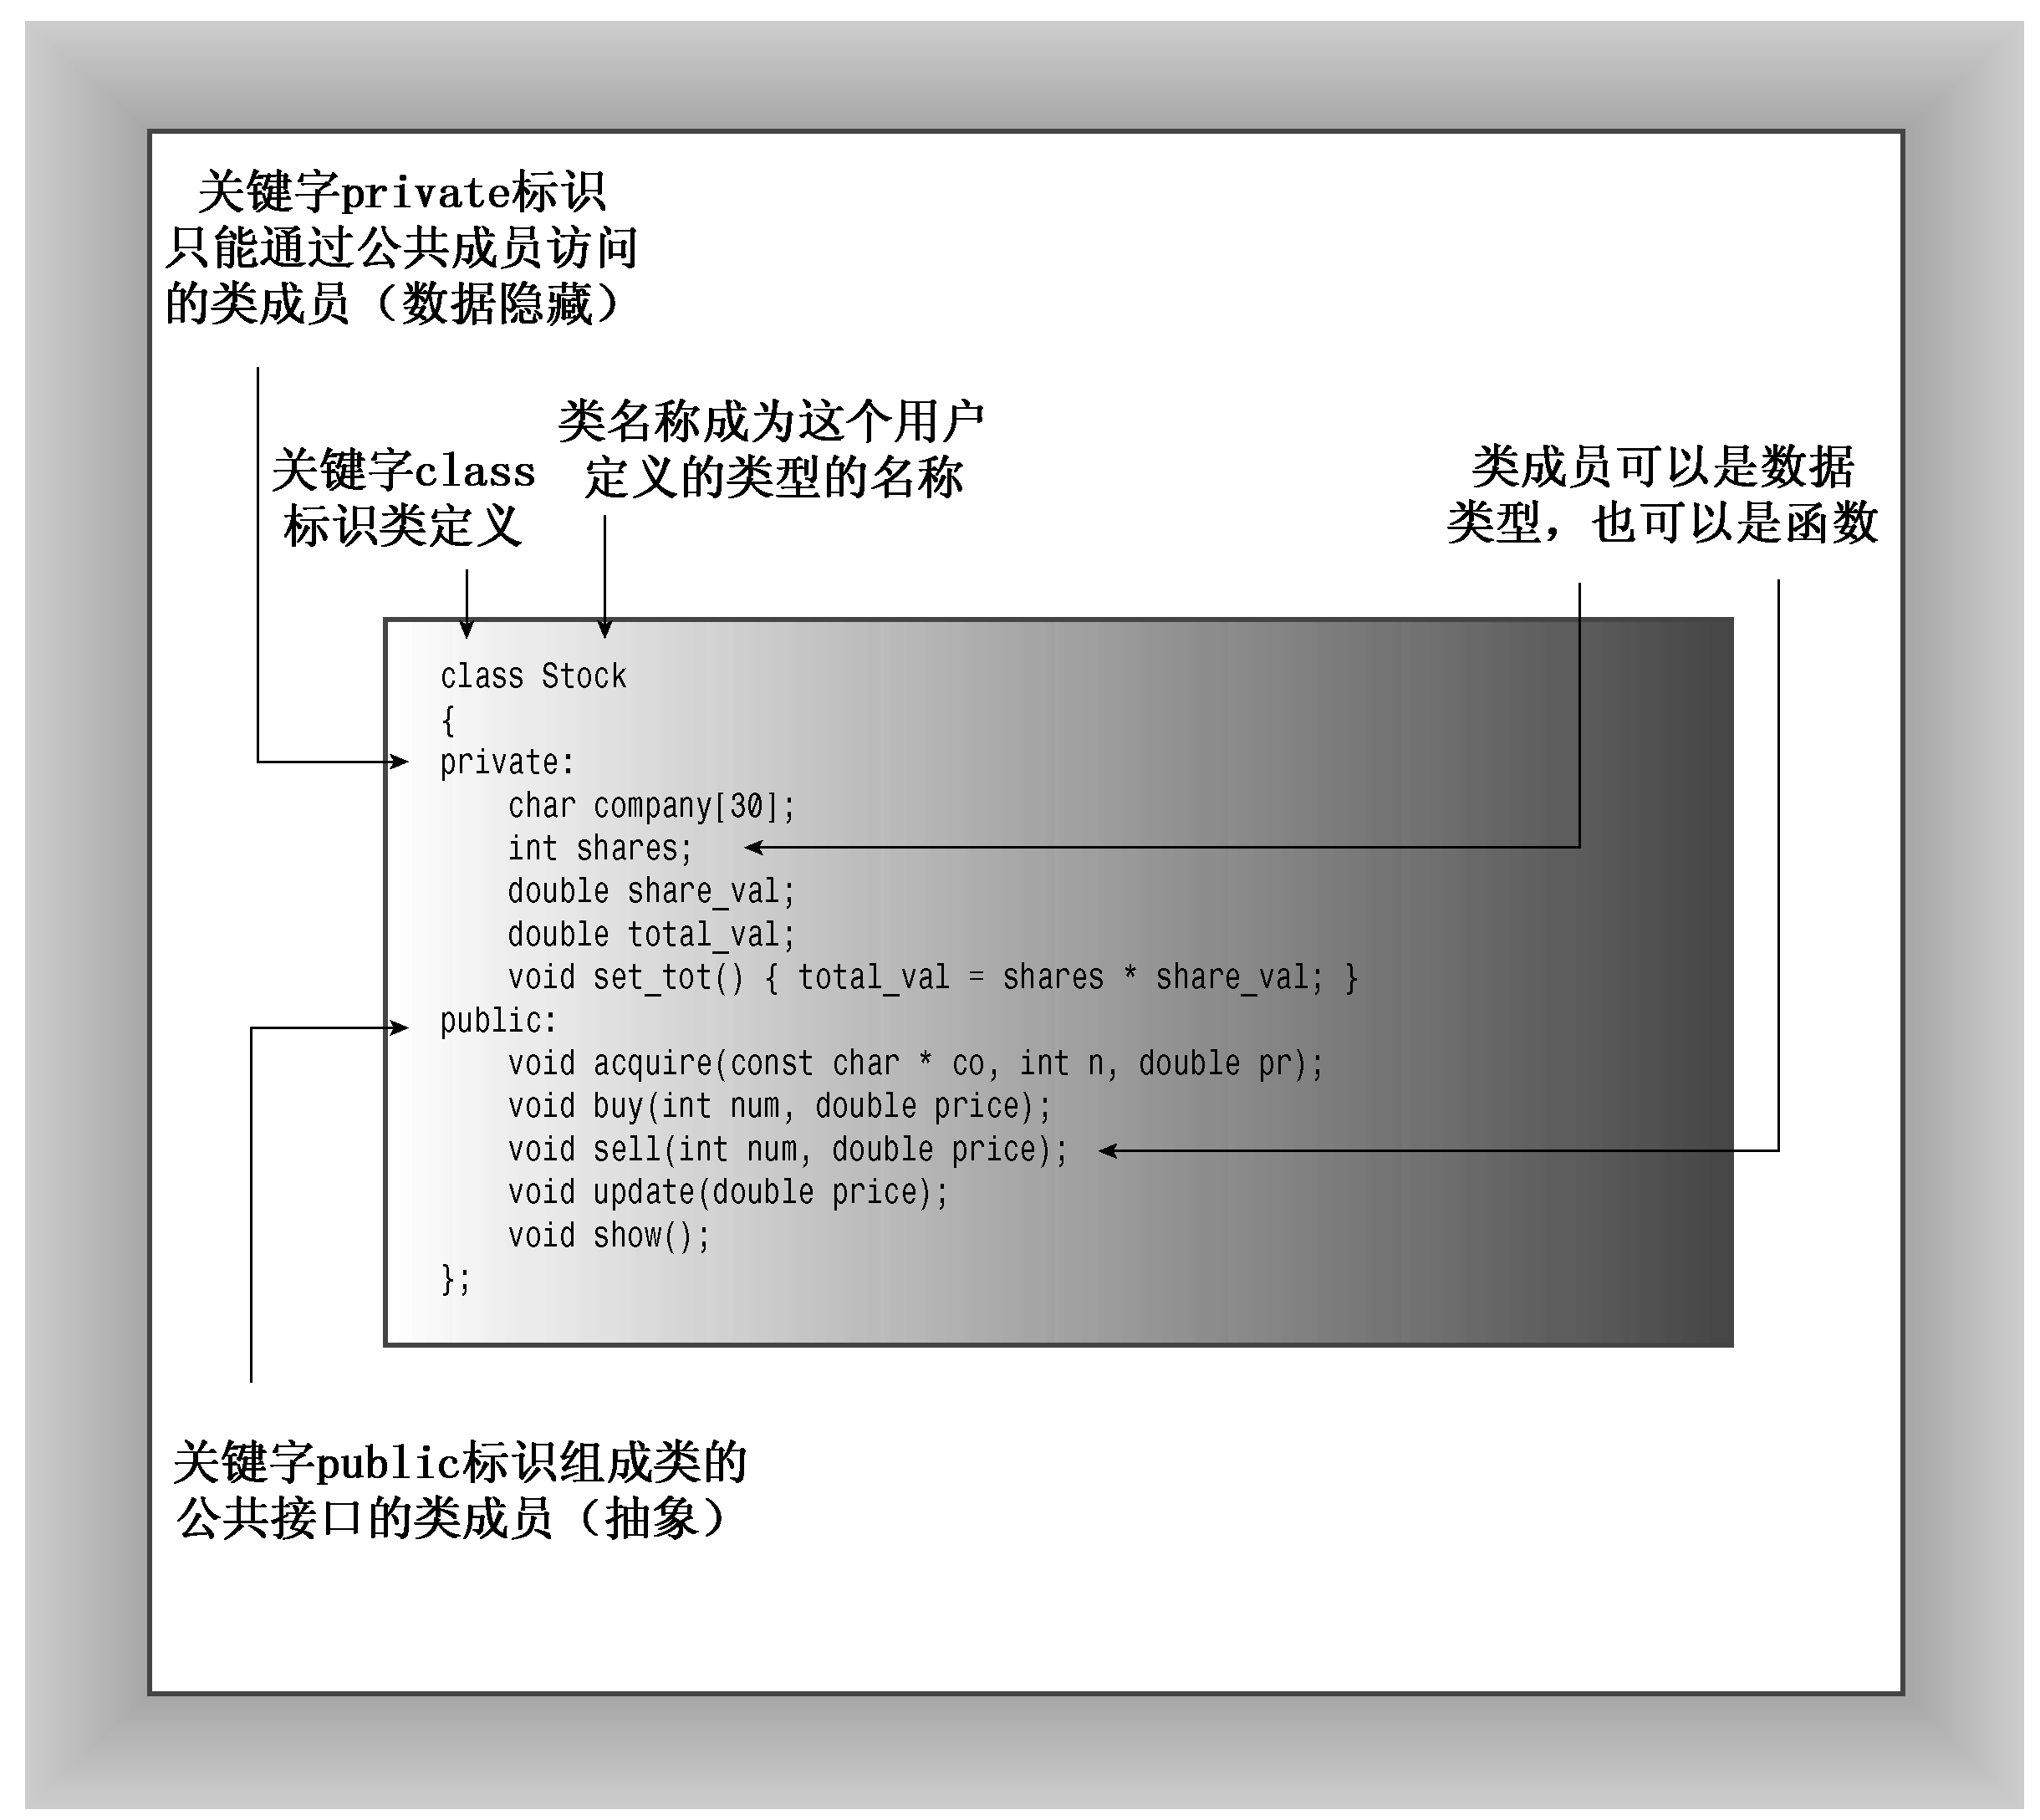 关键字private标识
只能通过公共成员访问
的类成员（数据隐藏）
关键字class
标识类定义
类名称成为这个用户
定义的类型的名称
类成员可以是数据
类型，也可以是函数
class Stock
{
private:
    char company[30];
    int shares;
    double share_val;
    double total_val;
    void set_tot() { total_val = shares * share_val; }
public:
    void acquire(const char * co, int n, double pr);
    void buy(int num, double price);
    void sell(int num, double price);
    void update(double price);
    void show();
};
关键字public标识组成类的
公共接口的类成员（抽象）